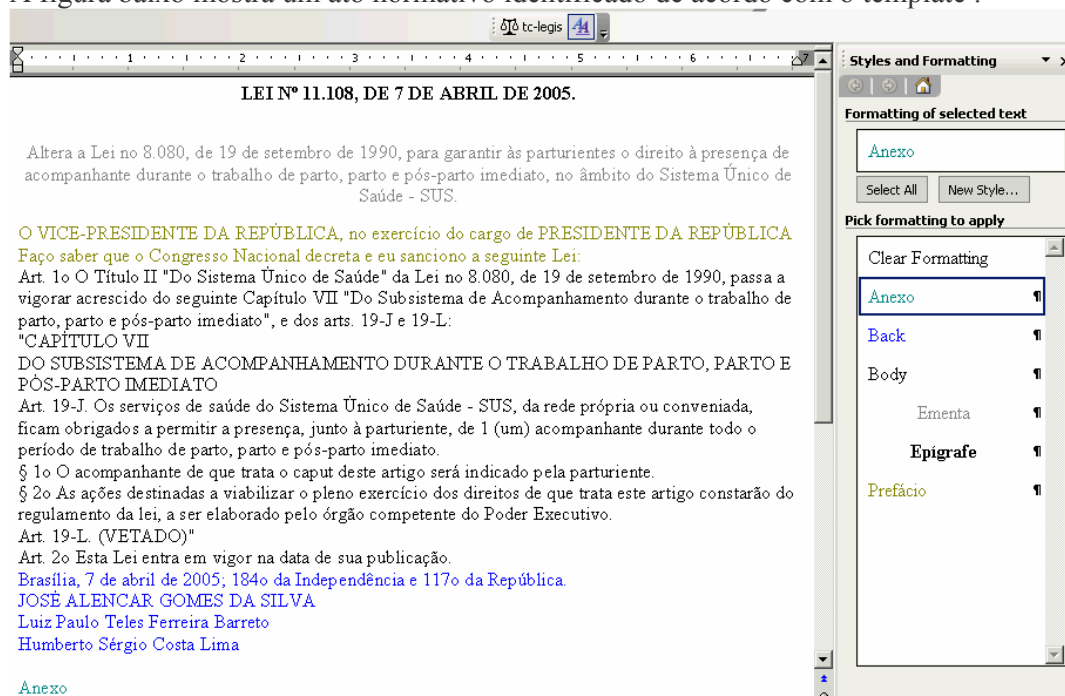 A figura baixo mostra um ato normativo identificado de acordo com o template .
tc-legis
1 2 3 4 5 6 7
LEI Nº 11.108, DE 7 DE ABRIL DE 2005.
Altera a Lei no 8.080, de 19 de setembro de 1990, para garantir às parturientes o direito à presença de
acompanhante durante o trabalho de parto, parto e pós-parto imediato, no âmbito do Sistema Único de
Saúde - SUS.
O VICE-PRESIDENTE DA REPÚBLICA, no exercício do cargo de PRESIDENTE DA REPÚBLICA
Faço saber que o Congresso Nacional decreta e eu sanciono a seguinte Lei:
Art. 1o O Título II "Do Sistema Único de Saúde" da Lei no 8.080, de 19 de setembro de 1990, passa a
vigorar acrescido do seguinte Capítulo VII "Do Subsistema de Acompanhamento durante o trabalho de
parto, parto e pós-parto imediato", e dos arts. 19-J e 19-L:
"CAPÍTULO VII
DO SUBSISTEMA DE ACOMPANHAMENTO DURANTE O TRABALHO DE PARTO, PARTO E
PÓS-PARTO IMEDIATO
Art. 19-J. Os serviços de saúde do Sistema Único de Saúde - SUS, da rede própria ou conveniada,
ficam obrigados a permitir a presença, junto à parturiente, de 1 (um) acompanhante durante todo o
período de trabalho de parto, parto e pós-parto imediato.
§ 1o O acompanhante de que trata o caput deste artigo será indicado pela parturiente.
§ 2o As ações destinadas a viabilizar o pleno exercício dos direitos de que trata este artigo constarão do
regulamento da lei, a ser elaborado pelo órgão competente do Poder Executivo.
Art. 19-L. (VETADO)"
Art. 2o Esta Lei entra em vigor na data de sua publicação.
Brasília, 7 de abril de 2005; 184o da Independência e 117o da República.
JOSÉ ALENCAR GOMES DA SILVA
Luiz Paulo Teles Ferreira Barreto
Humberto Sérgio Costa Lima
Anexo
Styles and Formatting
Formatting of selected text
Anexo
Select All New Style...
Pick formatting to apply
Clear Formatting
Anexo ¶
Back ¶
Body ¶
Ementa ¶
Epígrafe ¶
Prefácio ¶